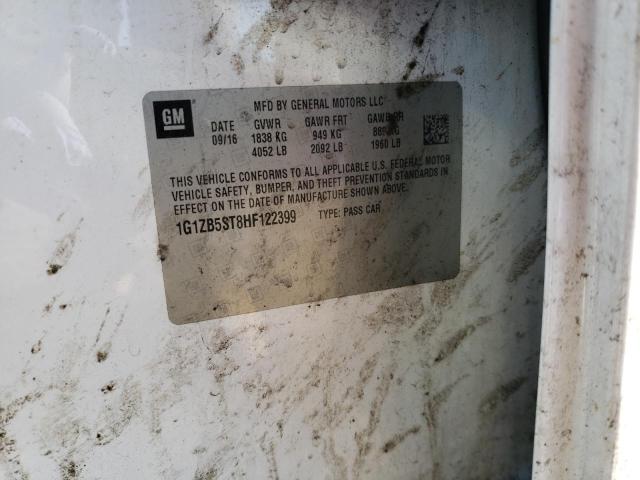 GM
MFD BY GENERAL MOTORS LLC
DATE GVWR GAWR FRT GAWR RR
09/16 1838 KG 949 KG 889 KG
4052 LB 2092 LB 1960 LB
THIS VEHICLE CONFORMS TO ALL APPLICABLE U.S. FEDERAL MOTOR
VEHICLE SAFETY, BUMPER, AND THEFT PREVENTION STANDARDS IN
EFFECT ON THE DATE OF MANUFACTURE SHOWN ABOVE.
1G1ZB5ST8HF122399 TYPE: PASS CAR